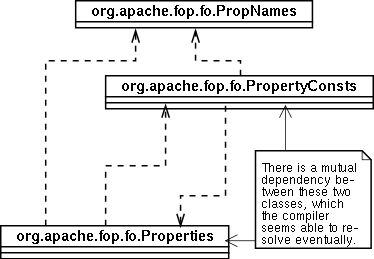 org.apache.fop.fo.PropNames
org.apache.fop.fo.PropertyConsts
There is a mutual
dependency be-
tween these two
classes, which
the compiler
seems able to re-
solve eventually.
org.apache.fop.fo.Properties